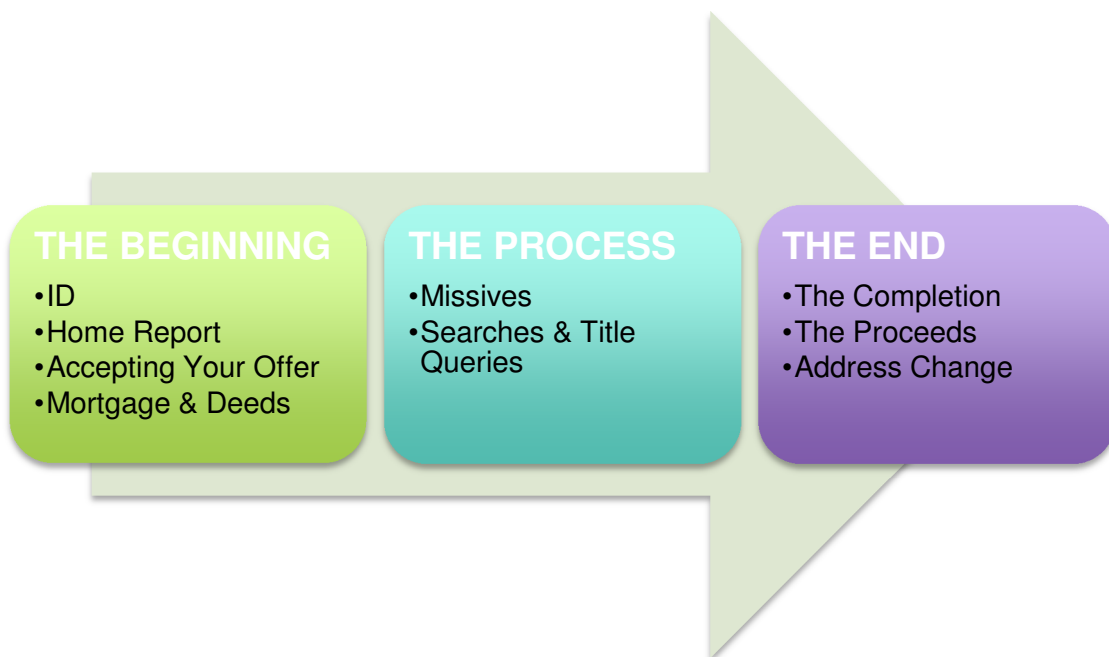 THE BEGINNING
•ID
•Home Report
•Accepting Your Offer
•Mortgage & Deeds
THE PROCESS
•Missives
•Searches & Title
Queries
THE END
•The Completion
•The Proceeds
•Address Change